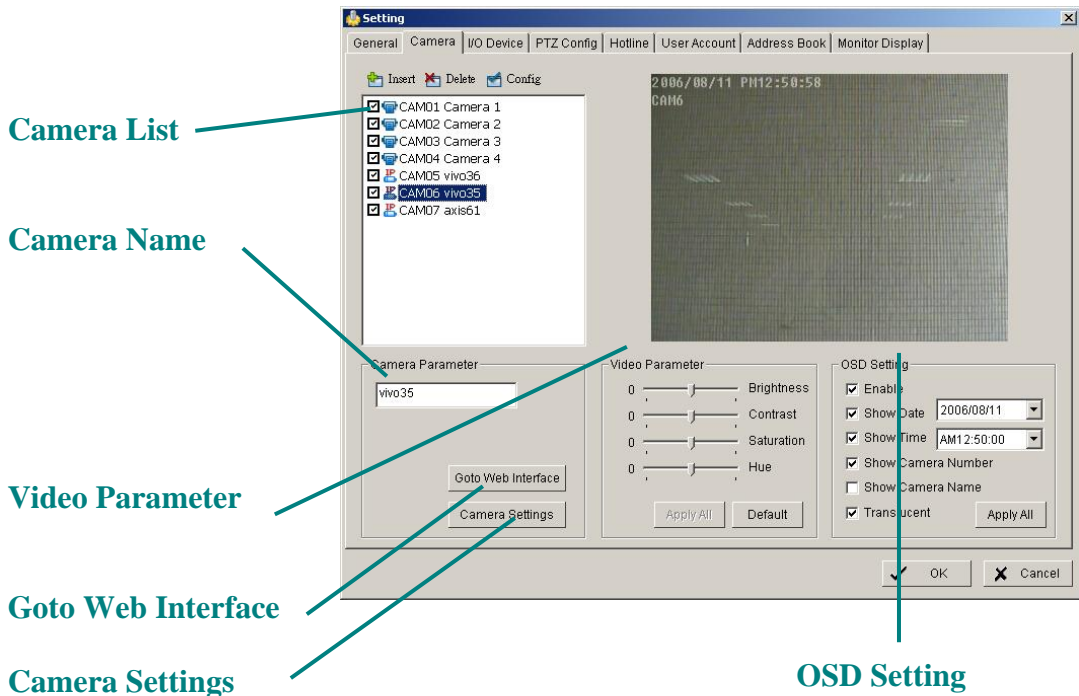 Setting
General Camera I/O Device PTZ Config Hotline User Account Address Book Monitor Display
Insert Delete Config
CAM01 Camera 1
CAM02 Camera 2
CAM03 Camera 3
CAM04 Camera 4
IP CAM05 vivo36
IP CAM06 vivo35
IP CAM07 axis61
2006/08/11 PM12:50:58
CAM6
Camera List
Camera Name
Video Parameter
Goto Web Interface
Camera Settings
OSD Setting
Camera Parameter
vivo35
Goto Web Interface
Camera Settings
Video Parameter
0 Brightness
0 Contrast
0 Saturation
0 Hue
Apply All Default
OSD Setting
Enable
Show Date 2006/08/11
Show Time AM12:50:00
Show Camera Number
Show Camera Name
Translucent Apply All
OK Cancel